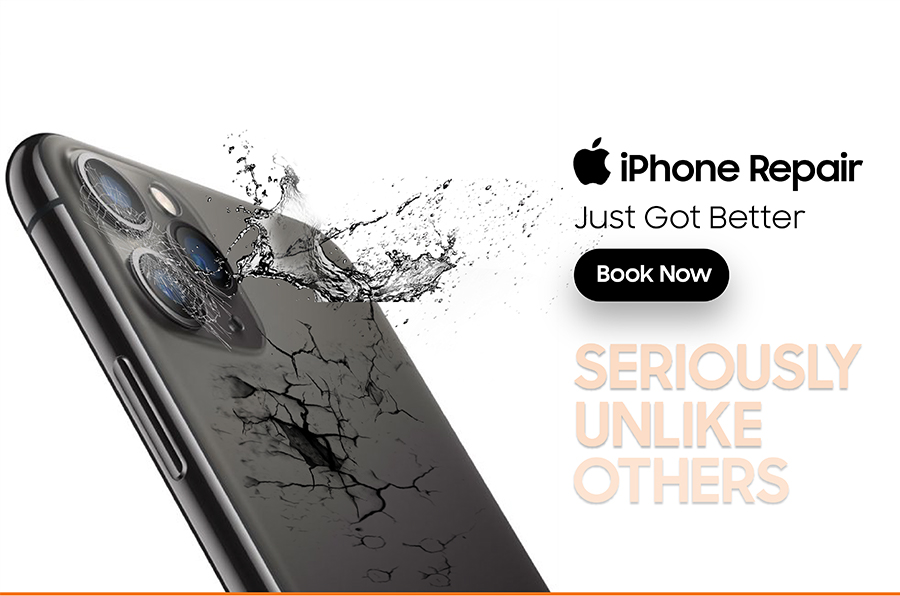 iPhone Repair
Just Got Better
Book Now
SERIOUSLY
UNLIKE
OTHERS